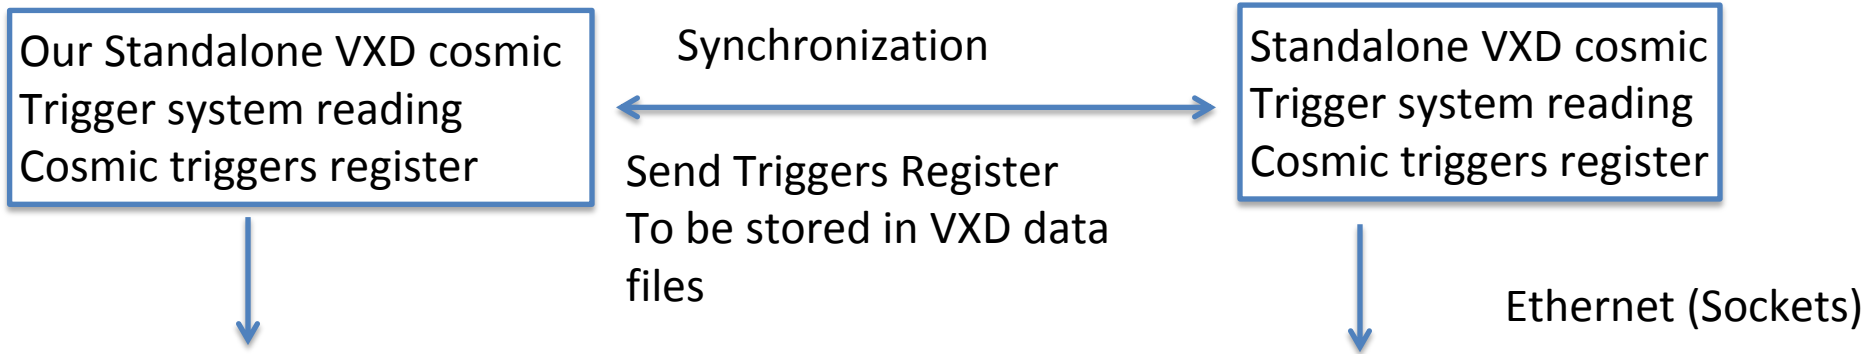 Our Standalone VXD cosmic
Trigger system reading
Cosmic triggers register
Synchronization
Send Triggers Register
To be stored in VXD data
files
Standalone VXD cosmic
Trigger system reading
Cosmic triggers register
Ethernet (Sockets)